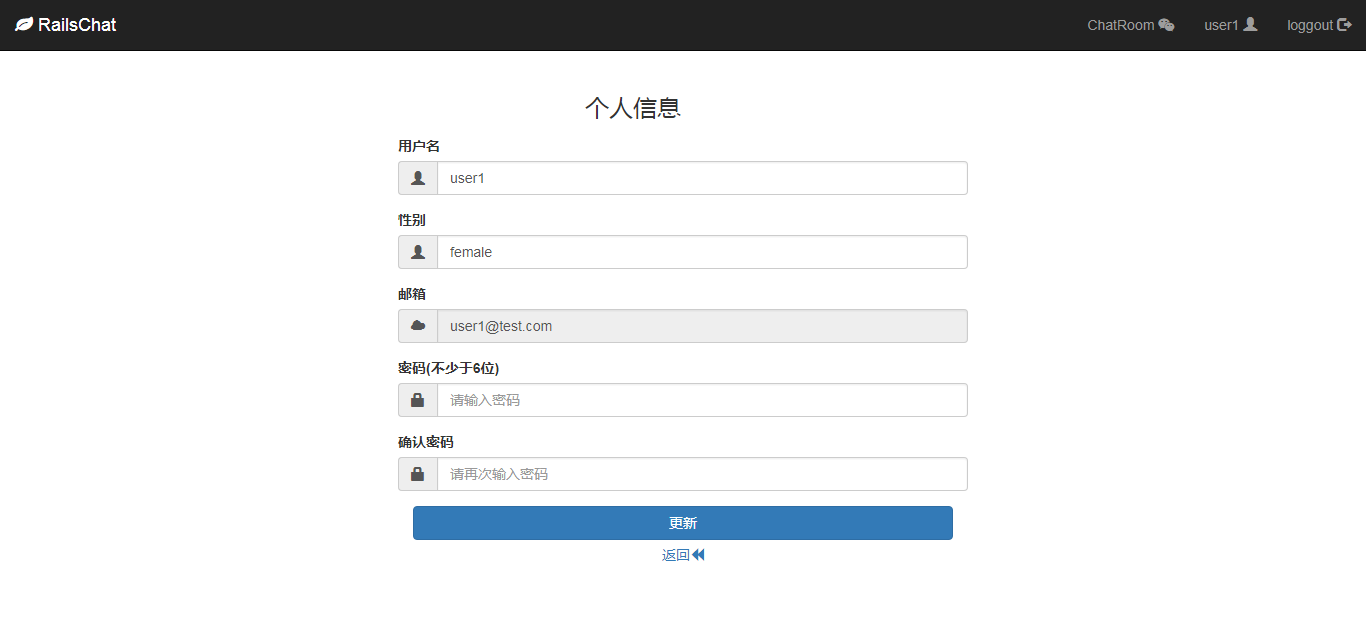 RailsChat
ChatRoom
user1
loggout
个人信息
用户名
user1
性别
female
邮箱
user1@test.com
密码(不少于6位)
请输入密码
确认密码
请再次输入密码
更新
返回